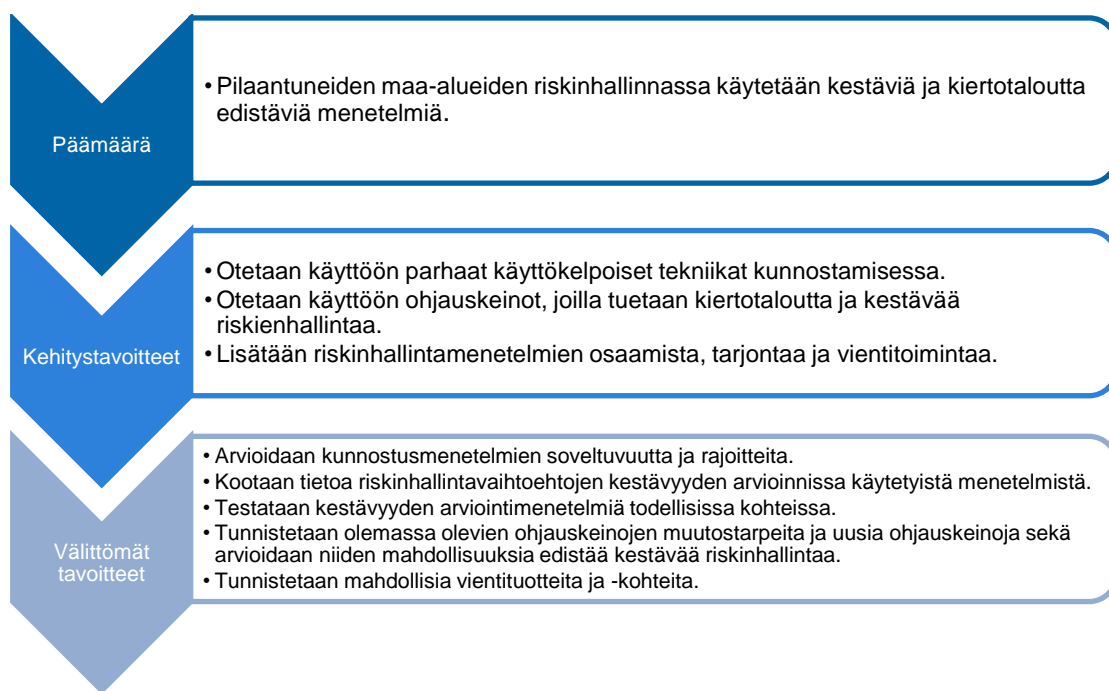 Päämäärä
• Pilaantuneiden maa-alueiden riskinhallinnassa käytetään kestäviä ja kiertotaloutta
edistäviä menetelmiä.
Kehitystavoitteet
• Otetaan käyttöön parhaat käyttökelpoiset tekniikat kunnostamisessa.
• Otetaan käyttöön ohjauskeinot, joilla tuetaan kiertotaloutta ja kestävää
riskienhallintaa.
• Lisätään riskinhallintamenetelmien osaamista, tarjontaa ja vientitoimintaa.
Välittömät
tavoitteet
• Arvioidaan kunnostusmenetelmien soveltuvuutta ja rajoitteita.
• Kootaan tietoa riskinhallintavaihtoehtojen kestävyyden arvioinnissa käytetyistä menetelmistä.
• Testataan kestävyyden arviointimenetelmiä todellisissa kohteissa.
• Tunnistetaan olemassa olevien ohjauskeinojen muutostarpeita ja uusia ohjauskeinoja sekä
arvioidaan niiden mahdollisuuksia edistää kestävää riskinhallintaa.
• Tunnistetaan mahdollisia vientituotteita ja -kohteita.